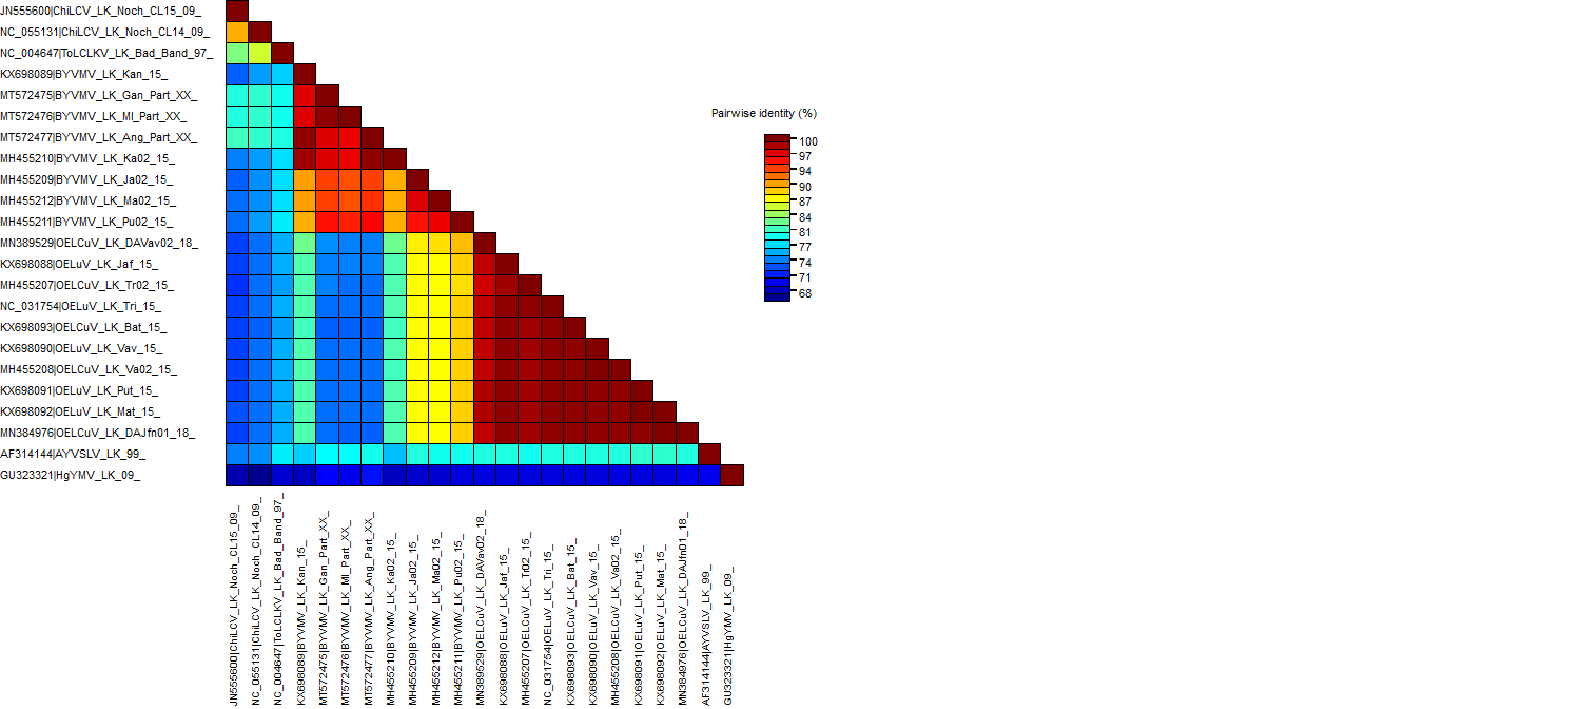 JN555600|ChiLCV_LK_Noch_CL15_09_
NC_055131|ChiLCV_LK_Noch_CL14_09_
NC_004647|ToLCLKV_LK_Bad_Band_97_
KX698089|BYVMV_LK_Kan_15_
MT572475|BYVMV_LK_Gan_Part_XX_
MT572476|BYVMV_LK_MI_Part_XX_
MT572477|BYVMV_LK_Ang_Part_XX_
MH455210|BYVMV_LK_Ka02_15_
MH455209|BYVMV_LK_Ja02_15_
MH455212|BYVMV_LK_Ma02_15_
MH455211|BYVMV_LK_Pu02_15_
MN389529|OELCuV_LK_DAVav02_18_
KX698088|OELuV_LK_Jaf_15_
MH455207|OELCuV_LK_Tr02_15_
NC_031754|OELuV_LK_Tri_15_
KX698093|OELCuV_LK_Bat_15_
KX698090|OELuV_LK_Vav_15_
MH455208|OELCuV_LK_Va02_15_
KX698091|OELuV_LK_Put_15_
KX698092|OELuV_LK_Mat_15_
MN384976|OELCuV_LK_DAJfn01_18_
AF314144|AYVSLV_LK_99_
GU323321|HgYMV_LK_09_
Pairwise identity (%)
100
97
94
90
87
84
81
77
74
71
68
JN555600|ChiLCV_LK_Noch_CL15_09_
NC_055131|ChiLCV_LK_Noch_CL14_09_
NC_004647|ToLCLKV_LK_Bad_Band_97_
KX698089|BYVMV_LK_Kan_15_
MT572475|BYVMV_LK_Gan_Part_XX_
MT572476|BYVMV_LK_MI_Part_XX_
MT572477|BYVMV_LK_Ang_Part_XX_
MH455210|BYVMV_LK_Ka02_15_
MH455209|BYVMV_LK_Ja02_15_
MH455212|BYVMV_LK_Ma02_15_
MH455211|BYVMV_LK_Pu02_15_
MN389529|OELCuV_LK_DAVav02_18_
KX698088|OELuV_LK_Jaf_15_
MH455207|OELCuV_LK_Tr02_15_
NC_031754|OELuV_LK_Tri_15_
KX698093|OELCuV_LK_Bat_15_
KX698090|OELuV_LK_Vav_15_
MH455208|OELCuV_LK_Va02_15_
KX698091|OELuV_LK_Put_15_
KX698092|OELuV_LK_Mat_15_
MN384976|OELCuV_LK_DAJfn01_18_
AF314144|AYVSLV_LK_99_
GU323321|HgYMV_LK_09_